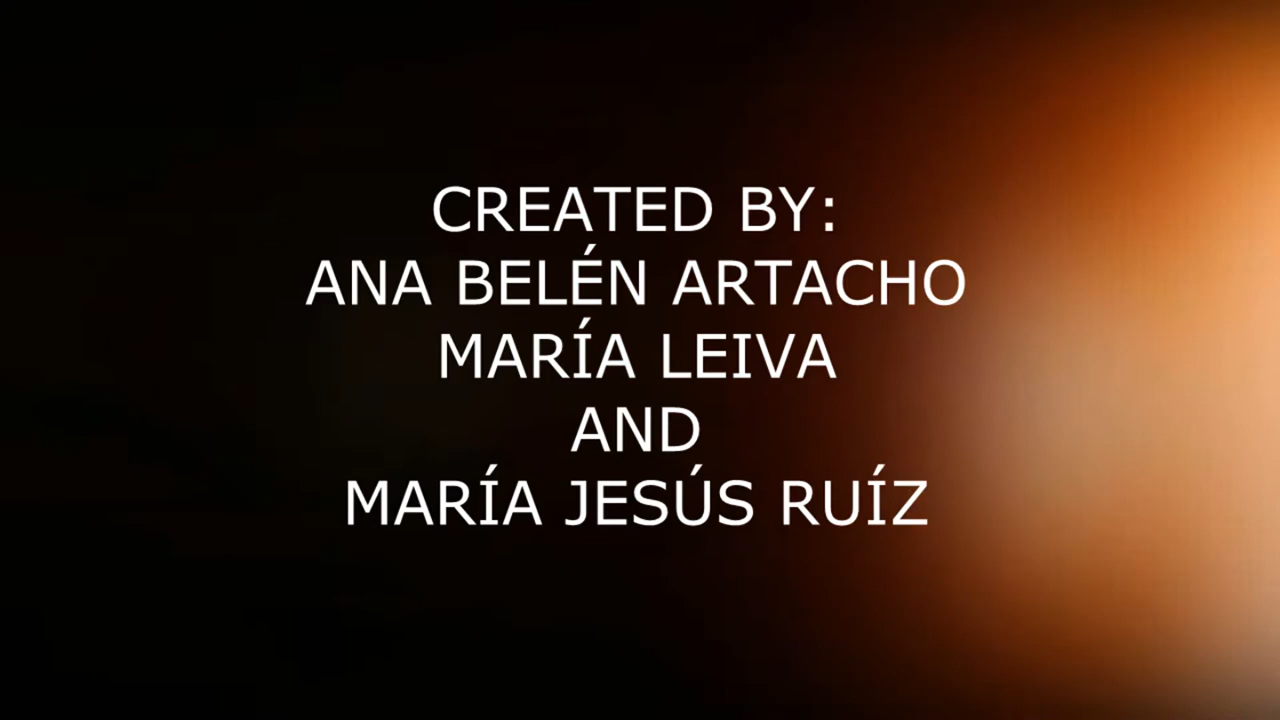 CREATED BY:
ANA BELÉN ARTACHO
MARÍA LEIVA
AND
MARÍA JESÚS RUÍZ